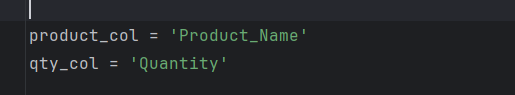 product_col = 'Product_Name'
qty_col = 'Quantity'